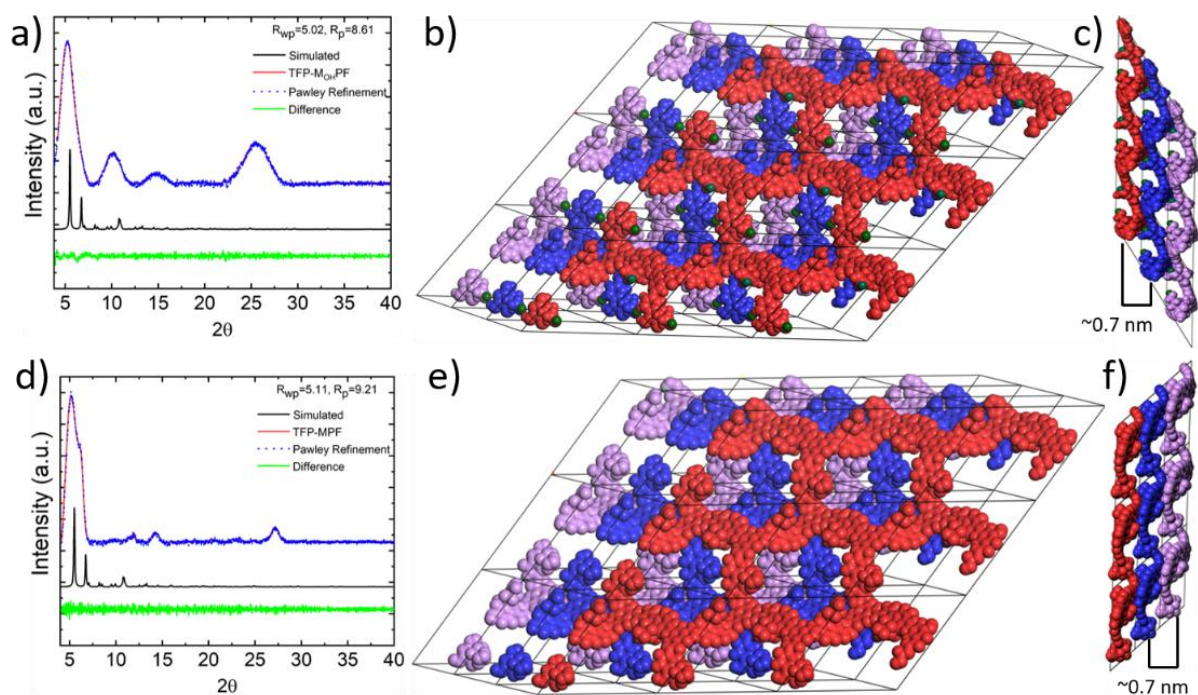 a)
R_wp=5.02, R_p=8.61
Simulated
TFP-M_OH PF
Pawley Refinement
Difference
Intensity (a.u.)
5 10 15 20 25 30 35 40
2θ
b)
c)
~0.7 nm
d)
R_wp=5.11, R_p=9.21
Simulated
TFP-MPF
Pawley Refinement
Difference
Intensity (a.u.)
5 10 15 20 25 30 35 40
2θ
e)
f)
~0.7 nm